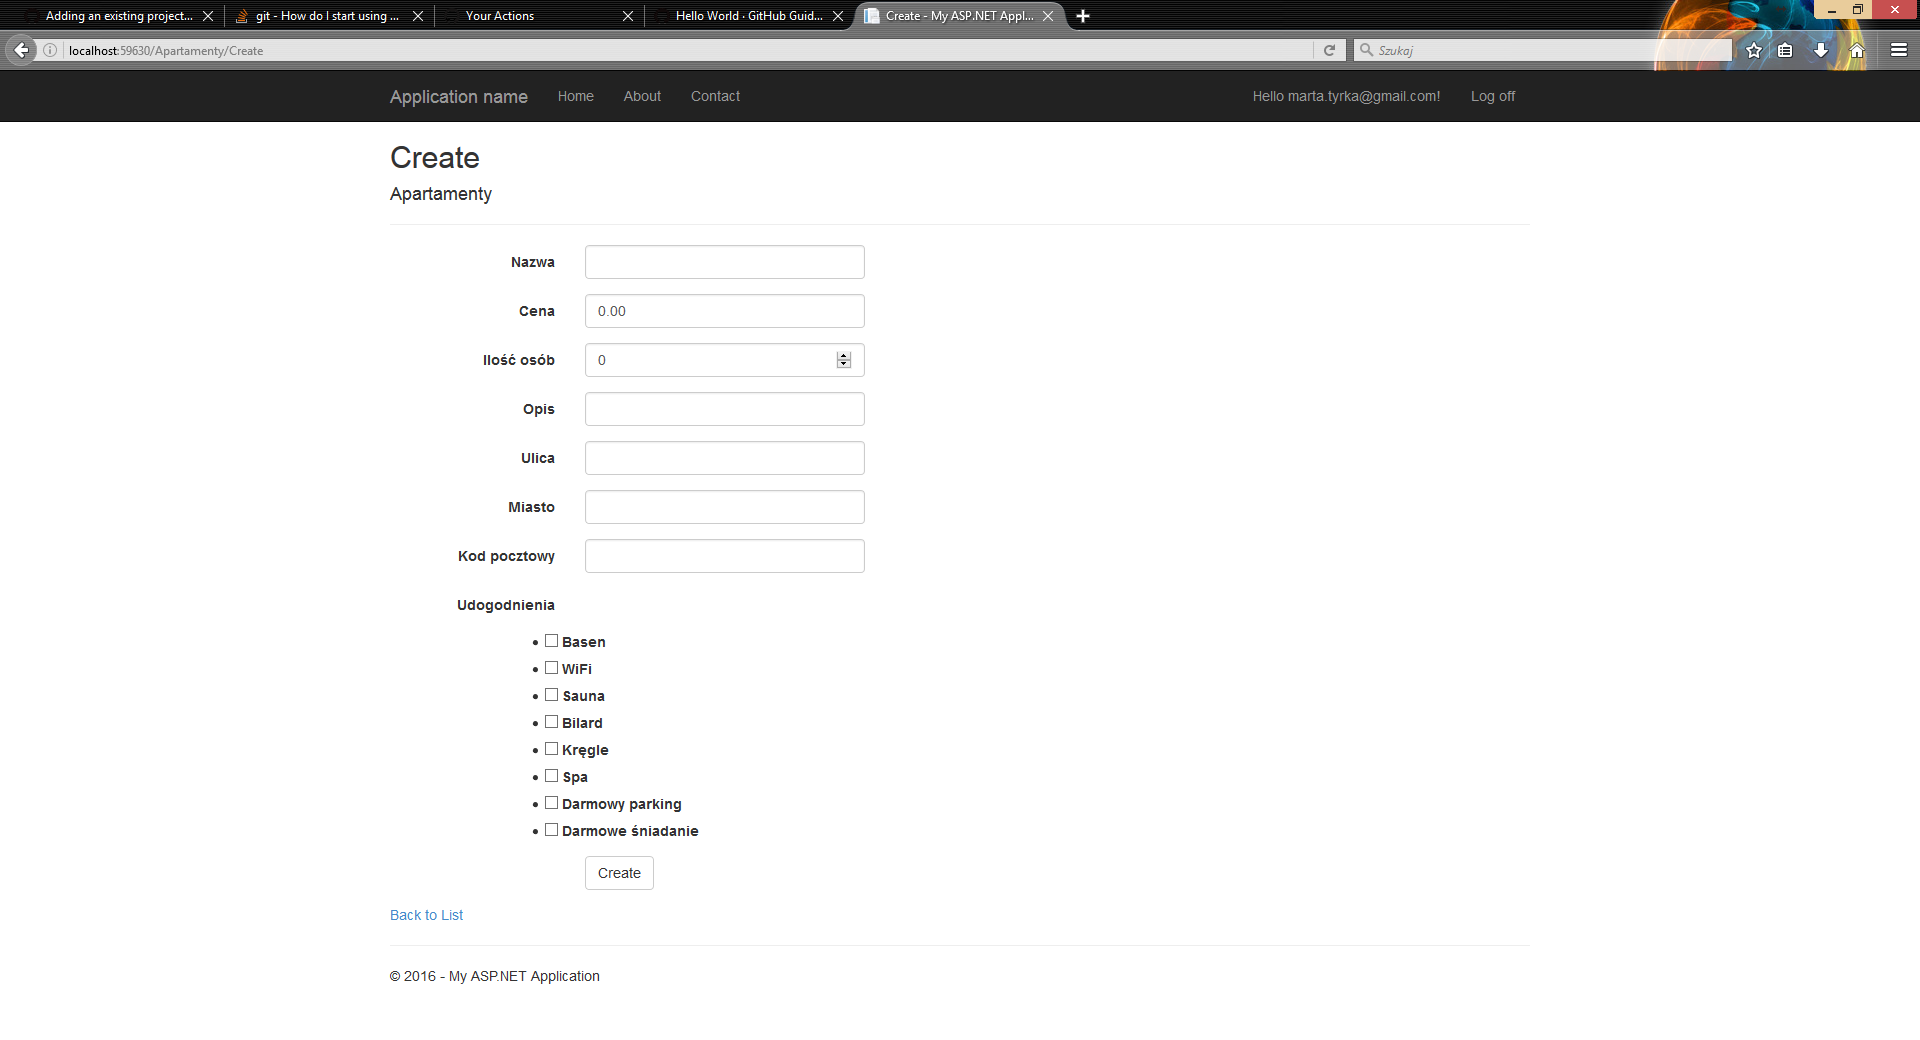 Adding an existing project...
git - How do I start using ...
Your Actions
Hello World · GitHub Guid...
Create - My ASP.NET Appl...
localhost:59630/Apartamenty/Create
Szukaj
Application name Home About Contact Hello marta.tyrka@gmail.com! Log off
Create
Apartamenty
Nazwa
Cena 0.00
Ilość osób 0
Opis
Ulica
Miasto
Kod pocztowy
Udogodnienia
Basen
WiFi
Sauna
Bilard
Kręgle
Spa
Darmowy parking
Darmowe śniadanie
Create
Back to List
© 2016 - My ASP.NET Application